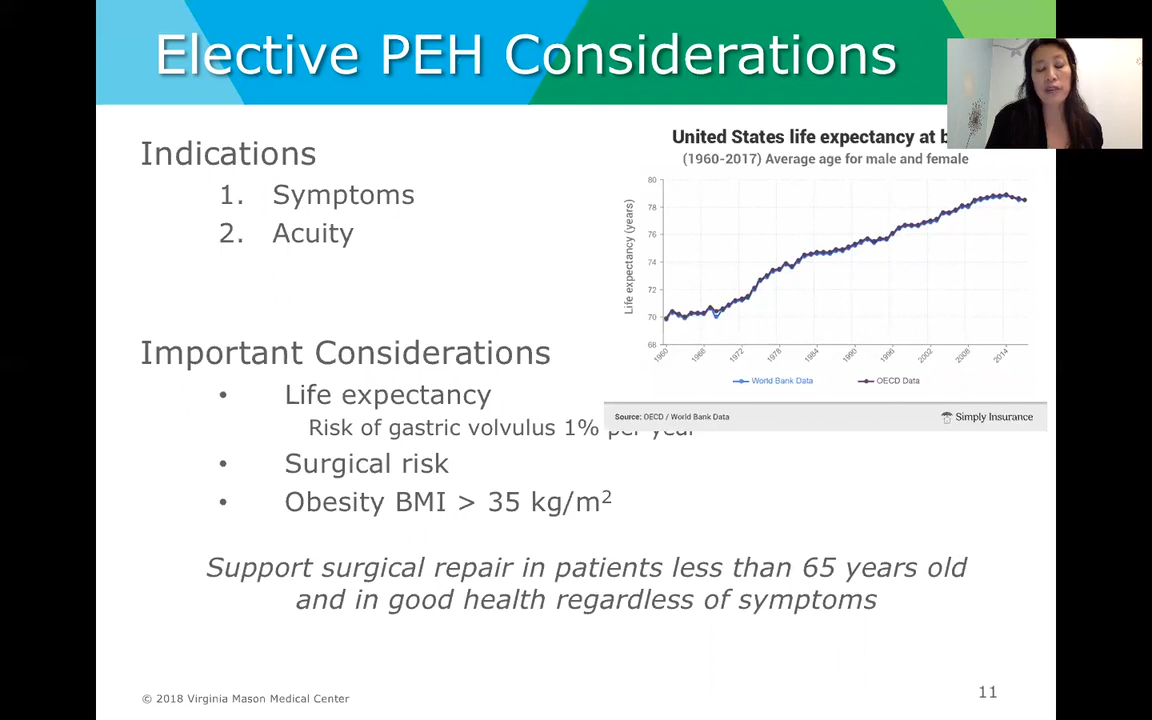 Elective PEH Considerations
Indications
1. Symptoms
2. Acuity
Important Considerations
• Life expectancy
Risk of gastric volvulus 1% per year
• Surgical risk
• Obesity BMI > 35 kg/m²
Support surgical repair in patients less than 65 years old
and in good health regardless of symptoms
© 2018 Virginia Mason Medical Center
11
United States life expectancy at
(1960-2017) Average age for male and female
Life expectancy (years)
80
78
76
74
72
70
68
1960
1968
1972
1978
1984
1990
1996
2002
2008
2014
World Bank Data
OECD Data
Source: OECD / World Bank Data
Simply Insurance